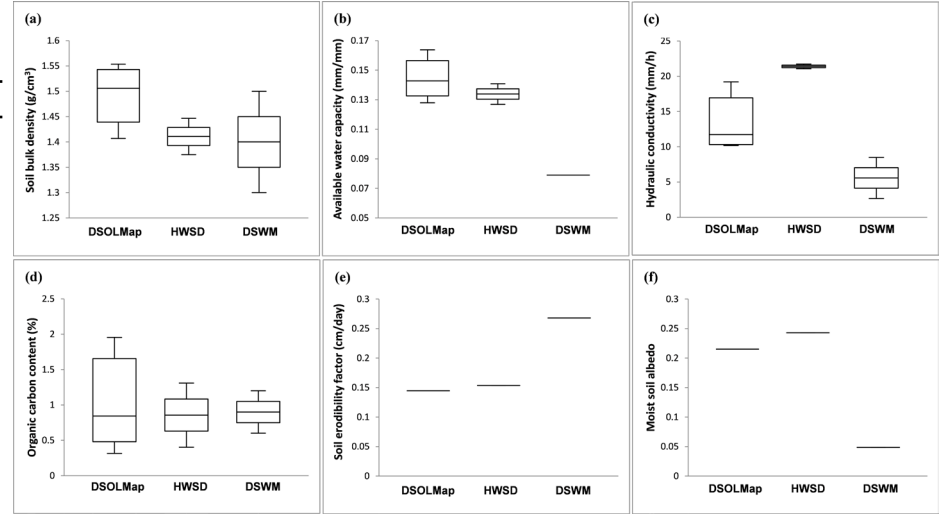 (a)
Soil bulk density (g/cm³)
1.6
1.55
1.5
1.45
1.4
1.35
1.3
1.25
DSOLMap HWSD DSWM
(b)
Available water capacity (mm/mm)
0.17
0.15
0.13
0.11
0.09
0.07
0.05
DSOLMap HWSD DSWM
(c)
Hydraulic conductivity (mm/h)
25
20
15
10
5
0
DSOLMap HWSD DSWM
(d)
Organic carbon content (%)
2.5
2
1.5
1
0.5
0
DSOLMap HWSD DSWM
(e)
Soil erodibility factor (cm/day)
0.3
0.25
0.2
0.15
0.1
0.05
0
DSOLMap HWSD DSWM
(f)
Moist soil albedo
0.3
0.25
0.2
0.15
0.1
0.05
0
DSOLMap HWSD DSWM